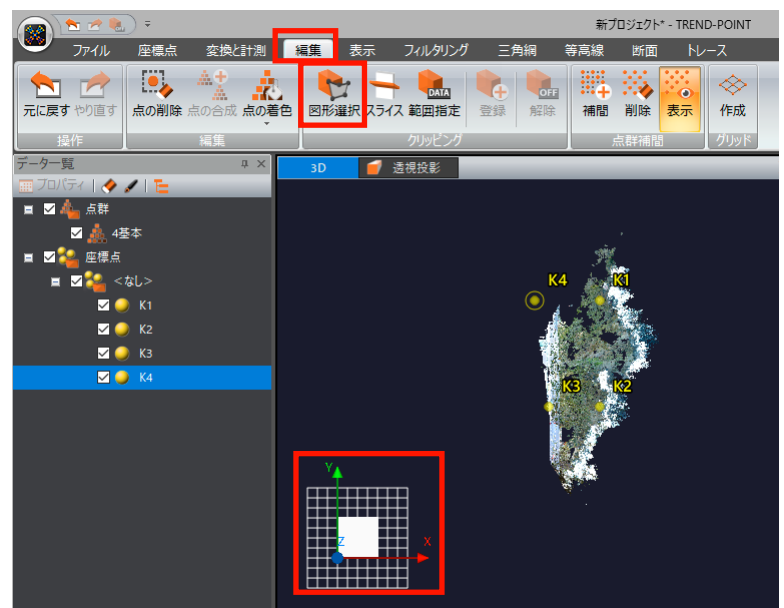 新プロジェクト* - TREND-POINT
ファイル 座標点 変換と計測 編集 表示 フィルタリング 三角網 等高線 断面 トレース
元に戻す やり直す 点の削除 点の合成 点の着色 図形選択 スライス 範囲指定 登録 解除 補間 削除 表示 作成
DATA OFF
操作 編集 クリッピング 点群補間 グリッド
データ一覧
プロパティ
点群
4基本
座標点
<なし>
K1
K2
K3
K4
3D 透視投影
K4 K1
K3 K2
Y
Z X